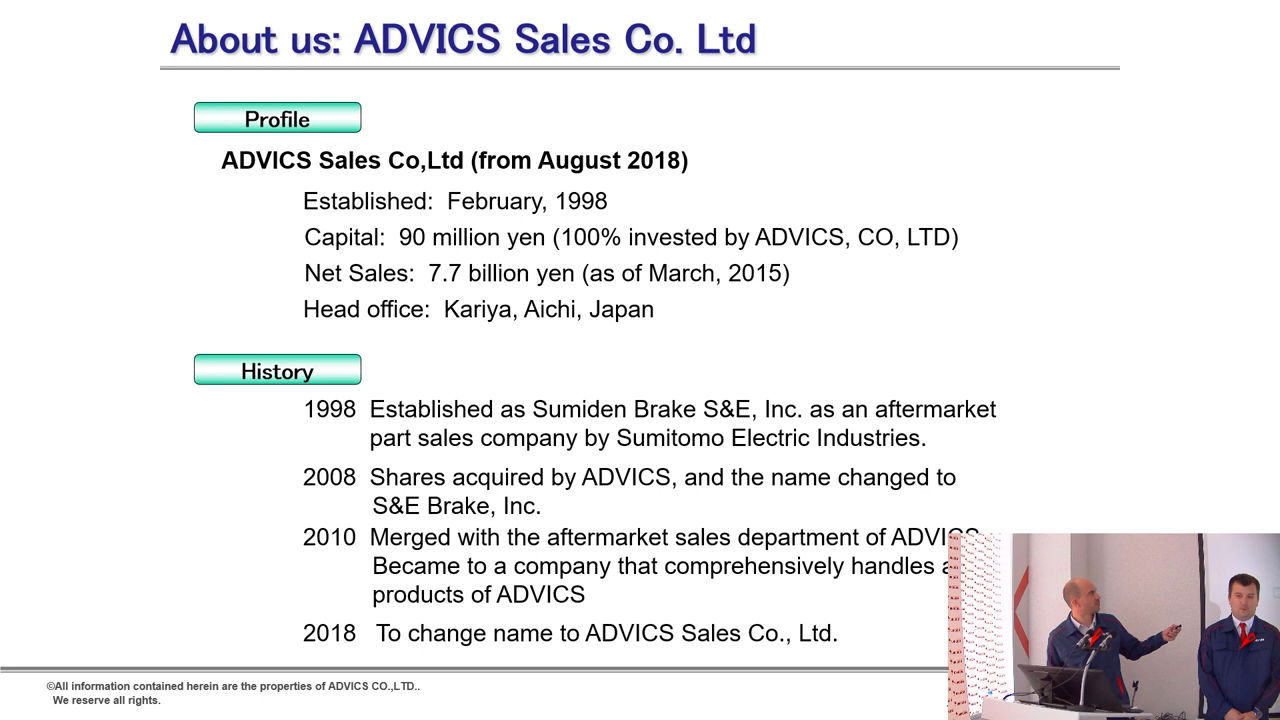 About us: ADVICS Sales Co. Ltd
Profile
ADVICS Sales Co,Ltd (from August 2018)
Established: February, 1998
Capital: 90 million yen (100% invested by ADVICS, CO, LTD)
Net Sales: 7.7 billion yen (as of March, 2015)
Head office: Kariya, Aichi, Japan
History
1998 Established as Sumiden Brake S&E, Inc. as an aftermarket
part sales company by Sumitomo Electric Industries.
2008 Shares acquired by ADVICS, and the name changed to
S&E Brake, Inc.
2010 Merged with the aftermarket sales department of ADVICS
Became to a company that comprehensively handles
products of ADVICS
2018 To change name to ADVICS Sales Co., Ltd.
©All information contained herein are the properties of ADVICS CO.,LTD..
We reserve all rights.